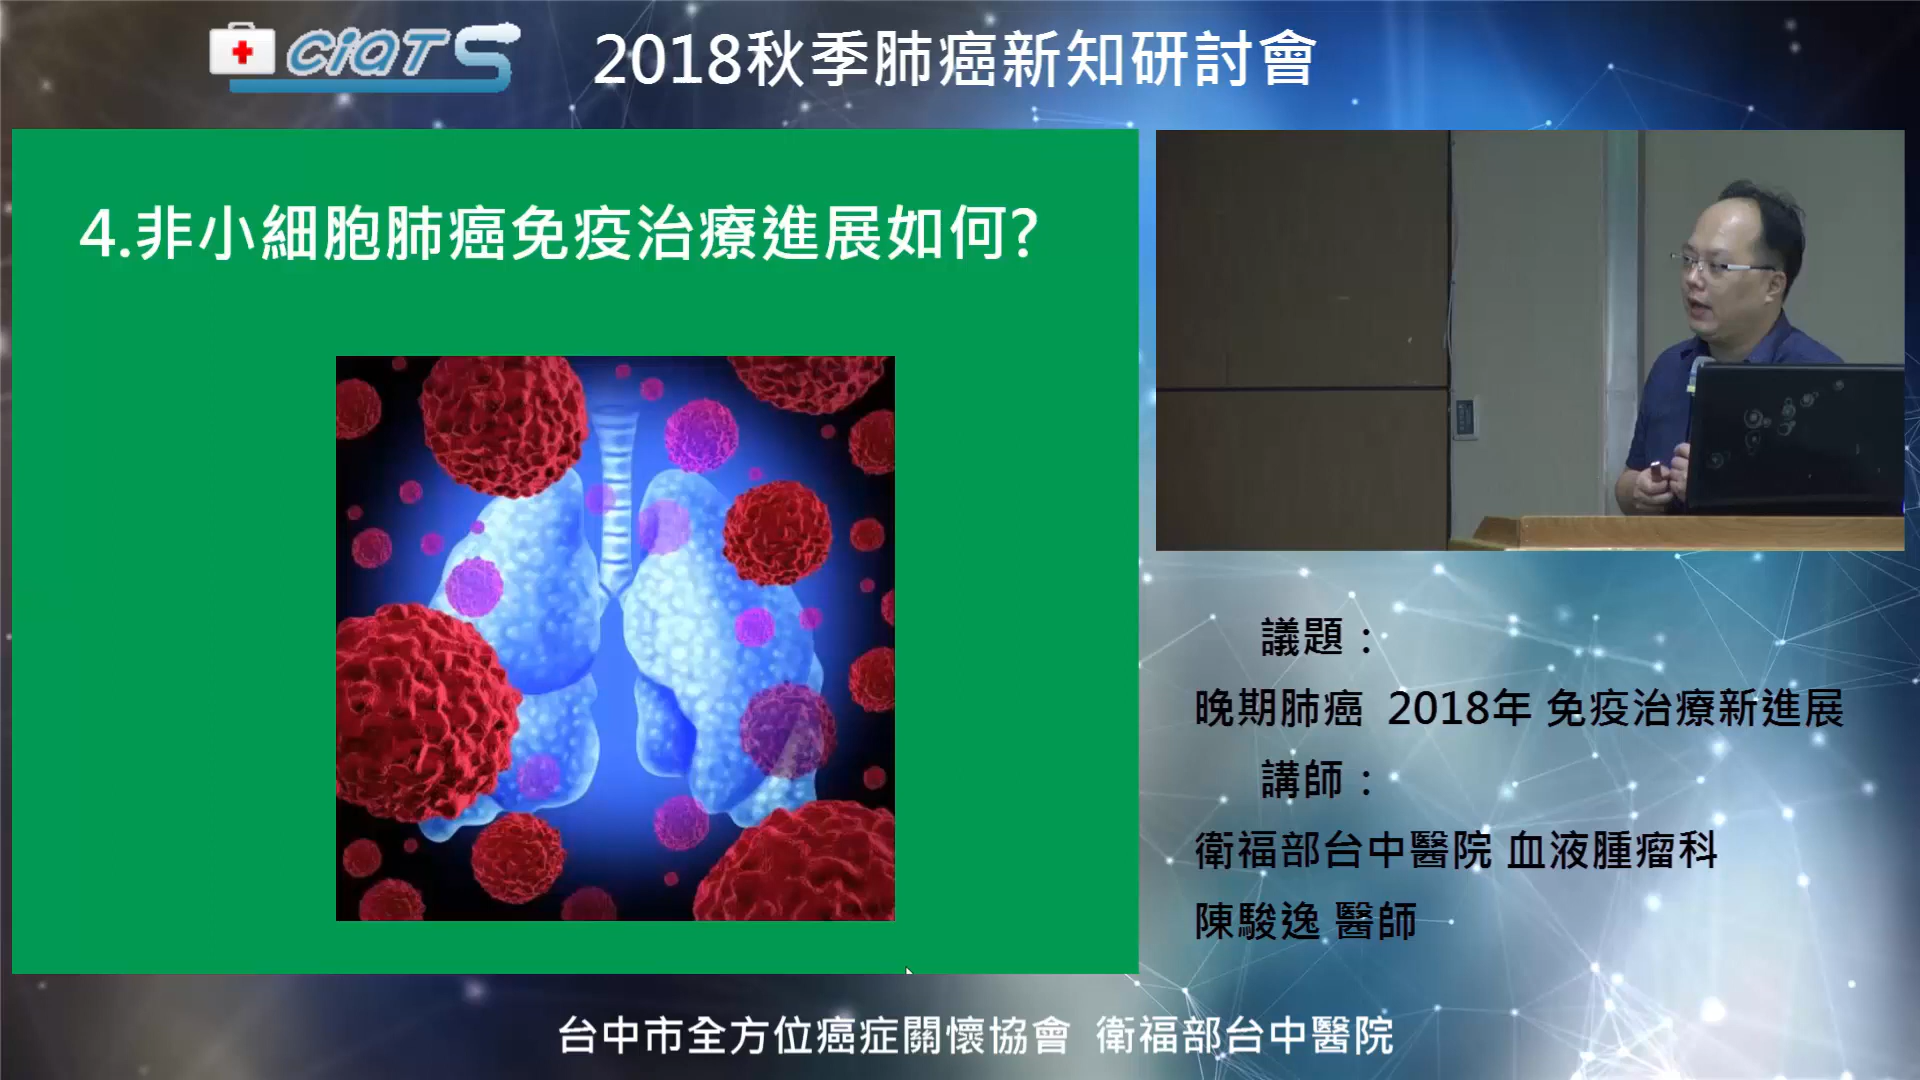 CiQTS
2018秋季肺癌新知研討會
4.非小細胞肺癌免疫治療進展如何?
議題：
晚期肺癌 2018年 免疫治療新進展
講師：
衛福部台中醫院 血液腫瘤科
陳駿逸 醫師
台中市全方位癌症關懷協會 衛福部台中醫院